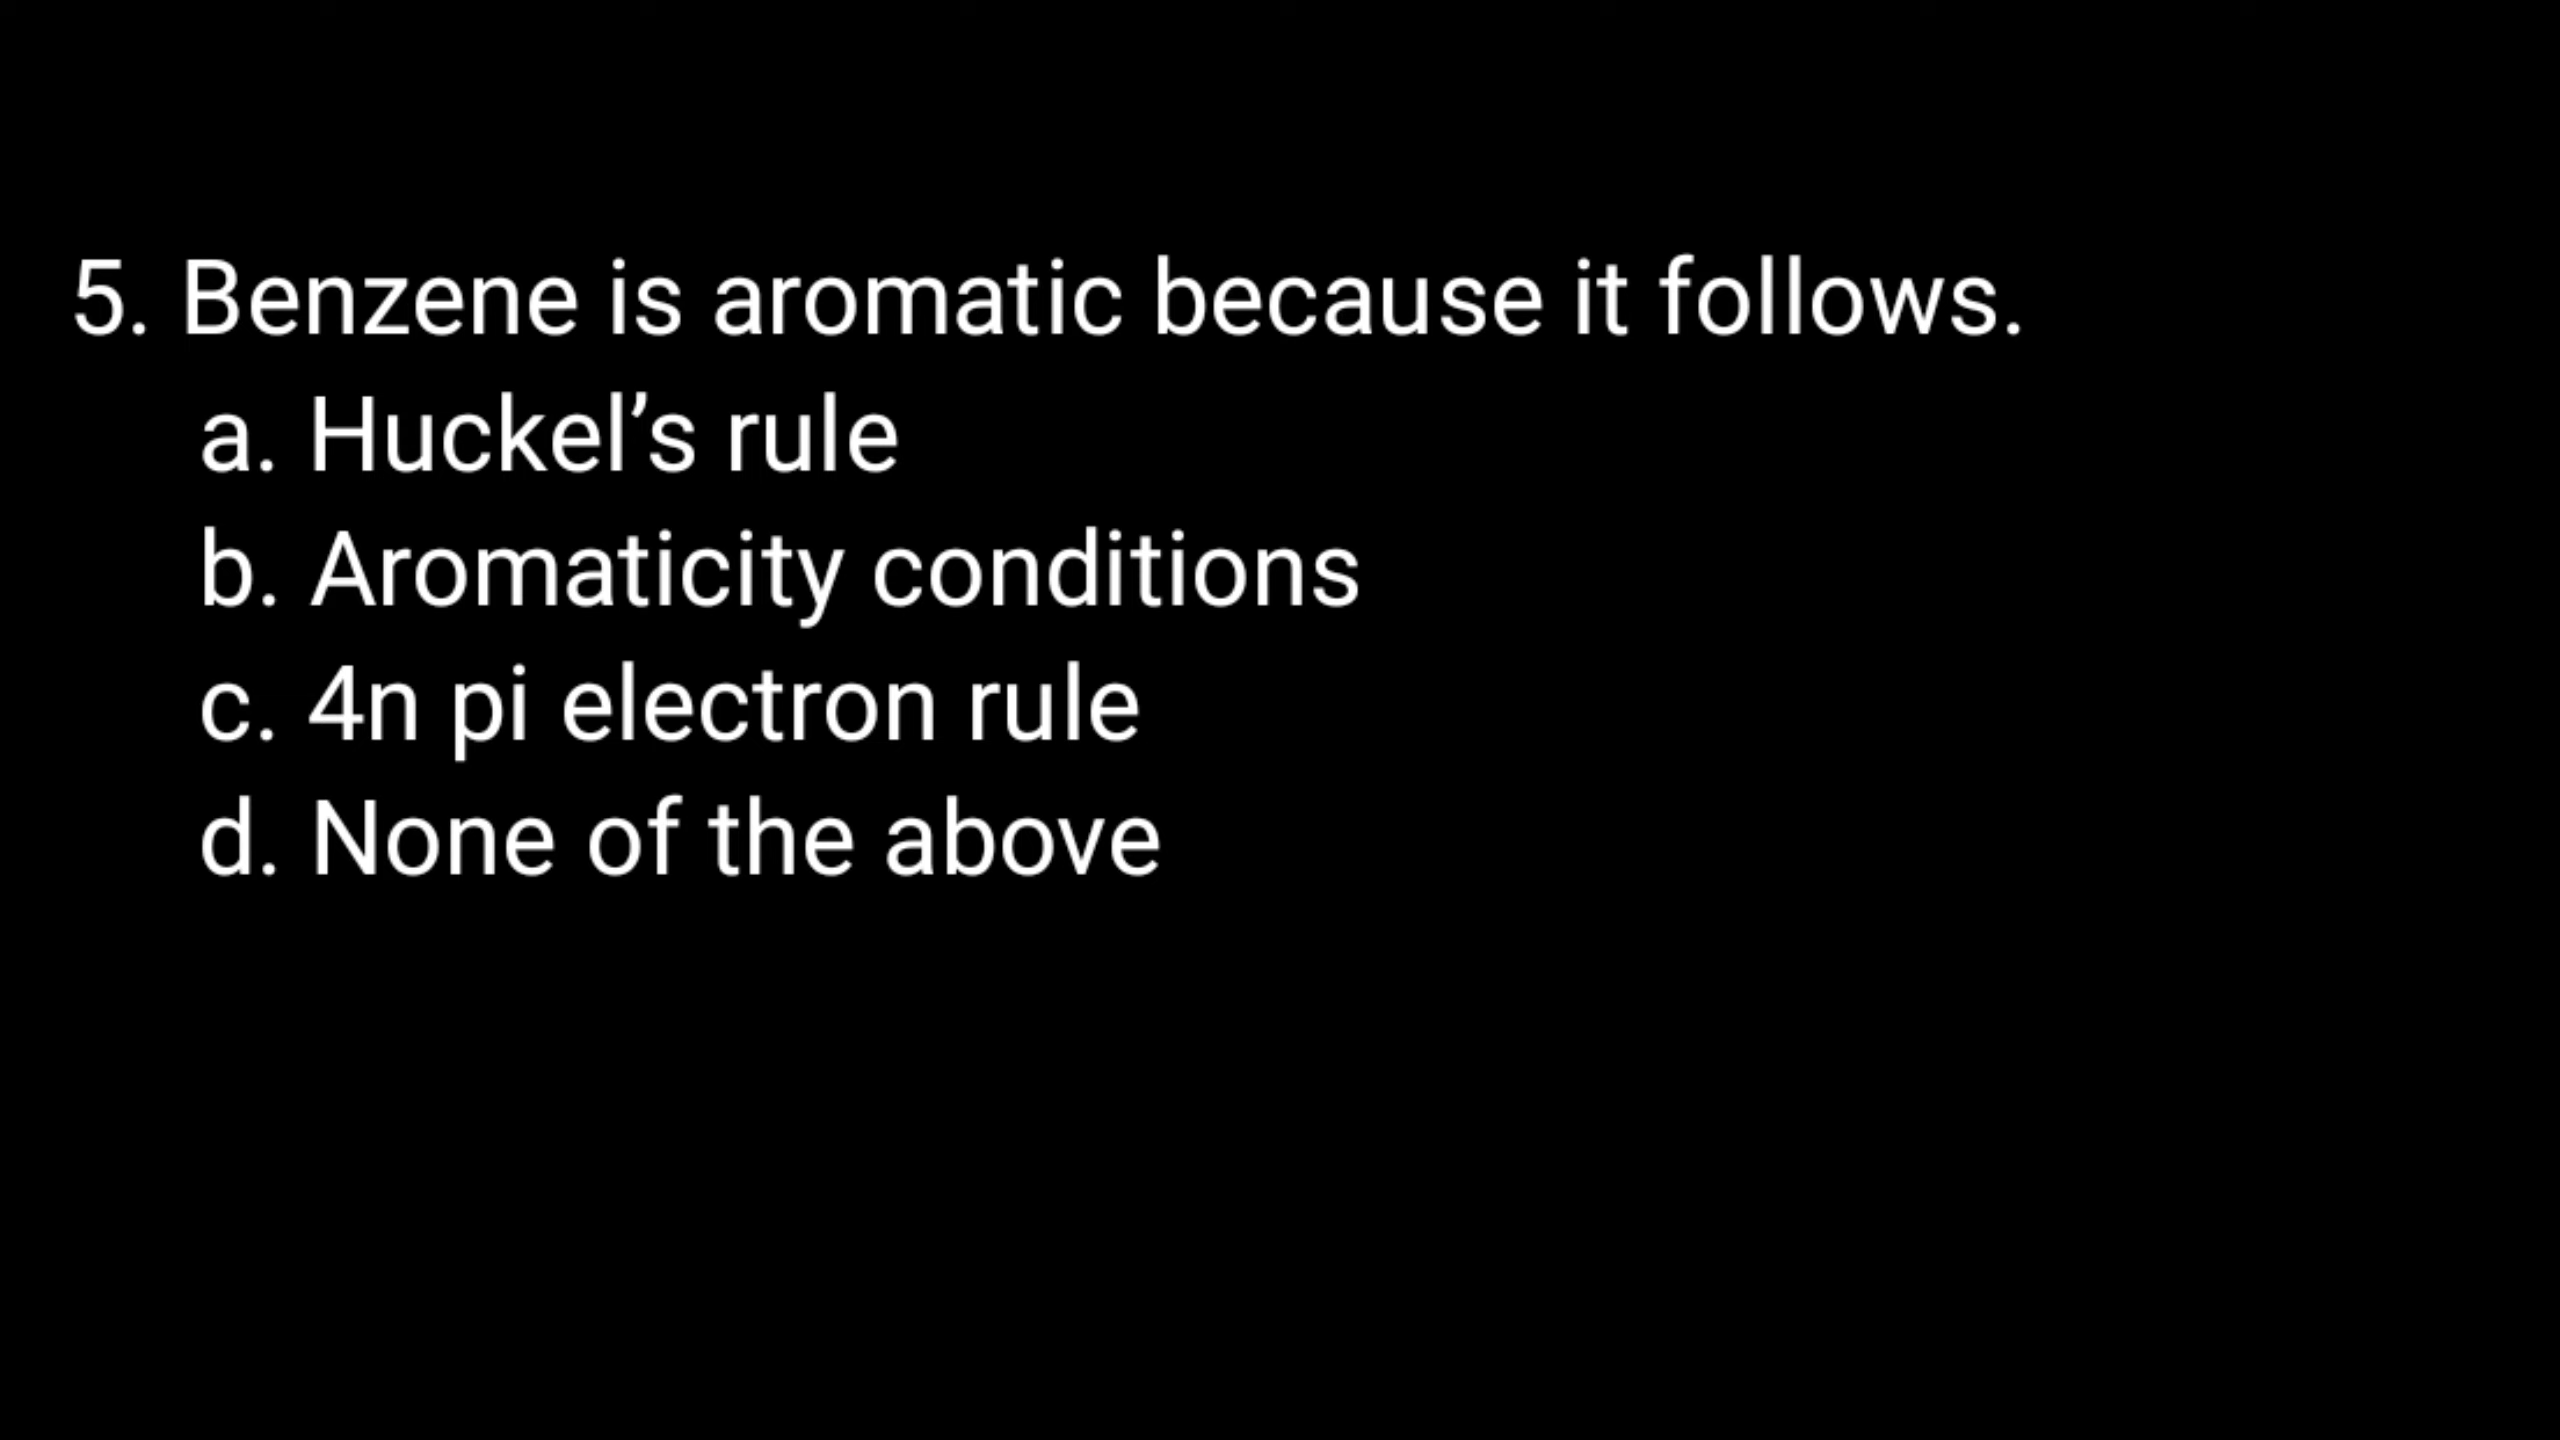 5. Benzene is aromatic because it follows.
a. Huckel’s rule
b. Aromaticity conditions
c. 4n pi electron rule
d. None of the above